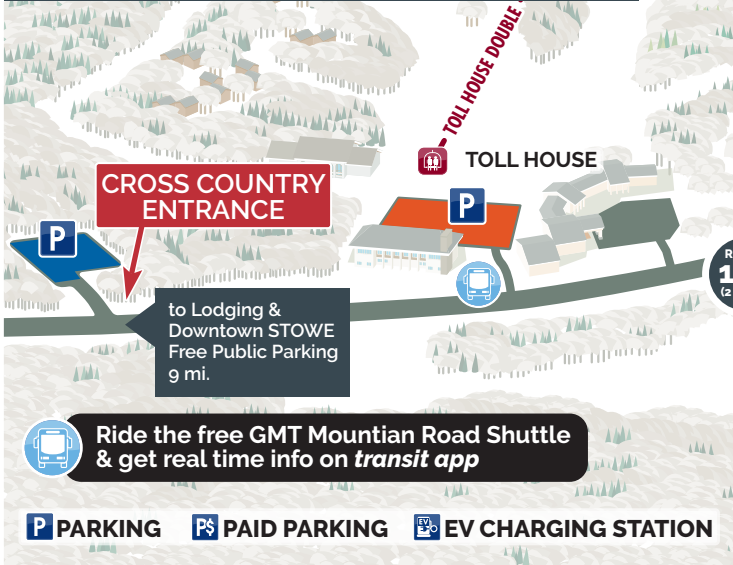 TOLL HOUSE DOUBLE
TOLL HOUSE
CROSS COUNTRY
ENTRANCE
P
P
to Lodging &
Downtown STOWE
Free Public Parking
9 mi.
Ride the free GMT Mountian Road Shuttle
& get real time info on transit app
P PARKING
P$ PAID PARKING
EV EV CHARGING STATION